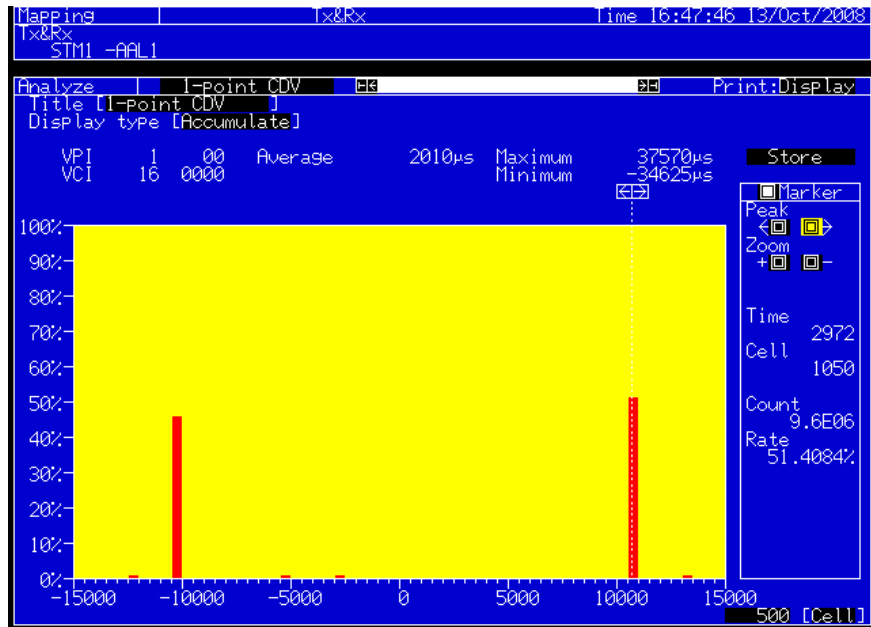 Mapping Tx&Rx Time 16:47:46 13/Oct/2008
Tx&Rx
STM1 -AAL1
Analyze 1-Point CDV Print:Display
Title [1-Point CDV ]
Display type [Accumulate]
VPI 1 00 Average 2010µs Maximum 37570µs Store
VCI 16 0000 Minimum -34625µs
Marker
Peak
100%
Zoom
90%
+ -
80%
Time
70% 2972
Cell
60% 1050
50% Count
9.6E06
40% Rate
51.4084%
30%
20%
10%
0%
-15000 -10000 -5000 0 5000 10000 15000
500 [Cell]